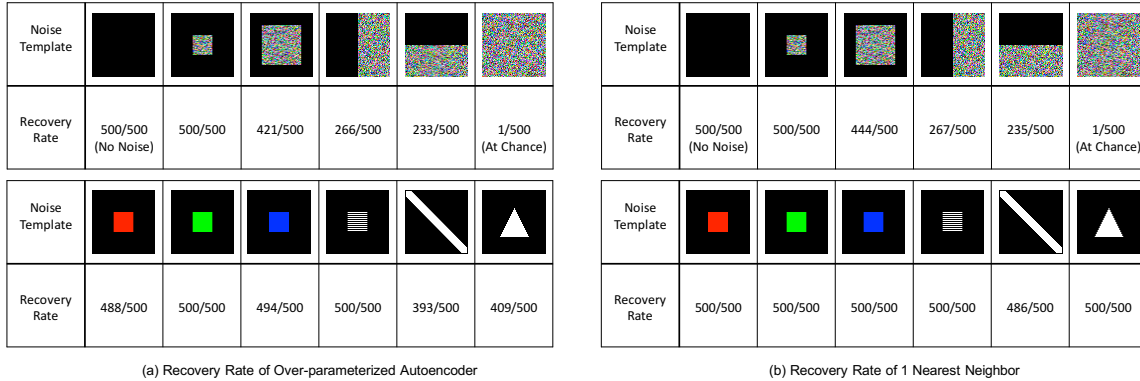 Noise
Template
Recovery
Rate
500/500
(No Noise)
500/500
421/500
266/500
233/500
1/500
(At Chance)
Noise
Template
Recovery
Rate
488/500
500/500
494/500
500/500
393/500
409/500
(a) Recovery Rate of Over-parameterized Autoencoder
Noise
Template
Recovery
Rate
500/500
(No Noise)
500/500
444/500
267/500
235/500
1/500
(At Chance)
Noise
Template
Recovery
Rate
500/500
500/500
500/500
500/500
486/500
500/500
(b) Recovery Rate of 1 Nearest Neighbor